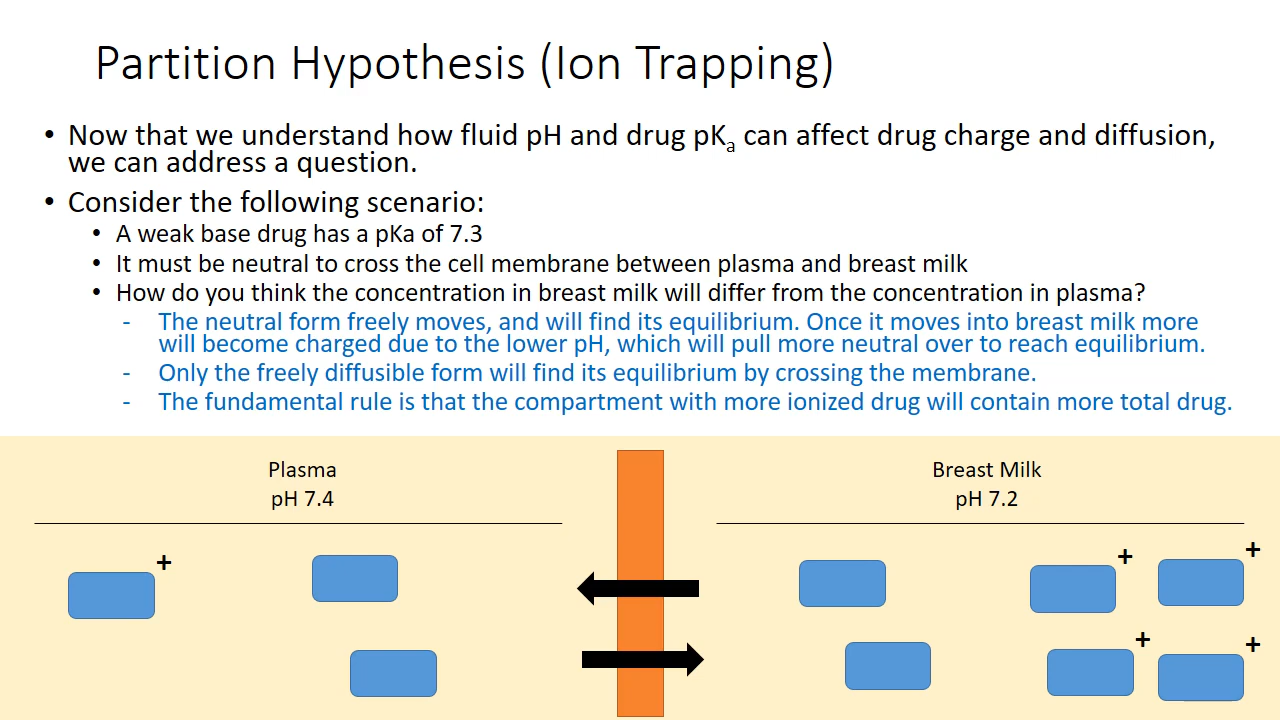 Partition Hypothesis (Ion Trapping)
• Now that we understand how fluid pH and drug pKa can affect drug charge and diffusion,
we can address a question.
• Consider the following scenario:
• A weak base drug has a pKa of 7.3
• It must be neutral to cross the cell membrane between plasma and breast milk
• How do you think the concentration in breast milk will differ from the concentration in plasma?
- The neutral form freely moves, and will find its equilibrium. Once it moves into breast milk more
will become charged due to the lower pH, which will pull more neutral over to reach equilibrium.
- Only the freely diffusible form will find its equilibrium by crossing the membrane.
- The fundamental rule is that the compartment with more ionized drug will contain more total drug.
Plasma
pH 7.4
Breast Milk
pH 7.2
+
+
+
+
+